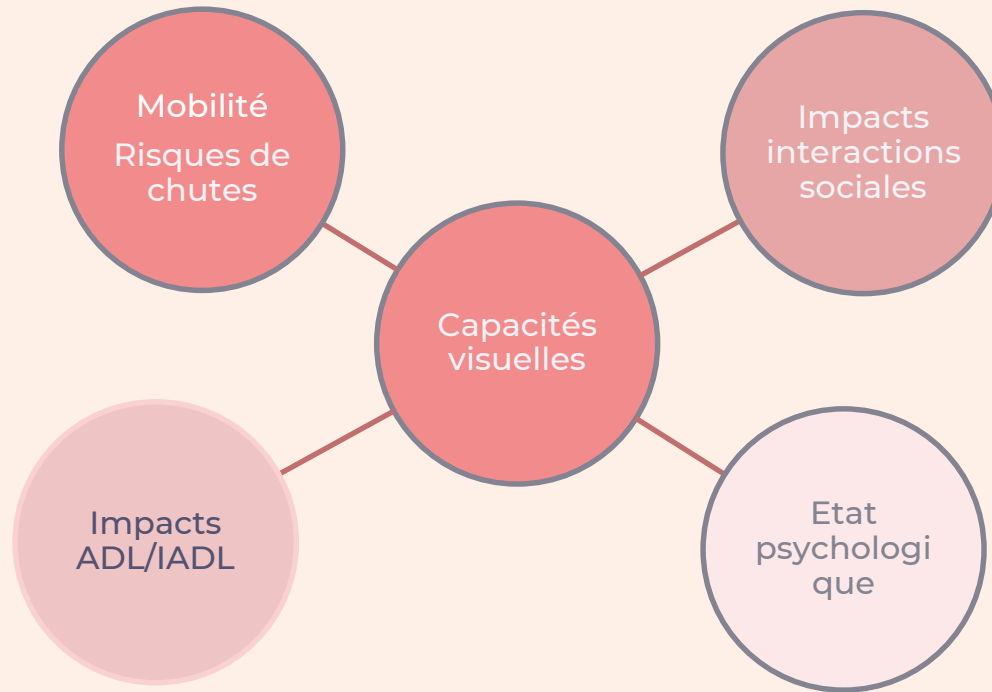 Mobilité
Risques de
chutes
Impacts
interactions
sociales
Capacités
visuelles
Impacts
ADL/IADL
Etat
psychologi
que